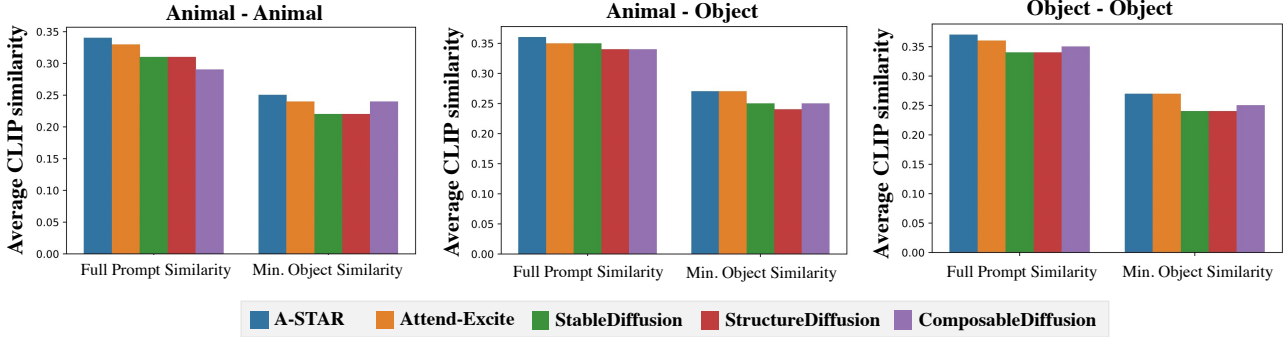 Animal - Animal
Average CLIP similarity
0.35
0.30
0.25
0.20
0.15
0.10
0.05
0.00
Full Prompt Similarity Min. Object Similarity
Animal - Object
Average CLIP similarity
0.35
0.30
0.25
0.20
0.15
0.10
0.05
0.00
Full Prompt Similarity Min. Object Similarity
Object - Object
Average CLIP similarity
0.35
0.30
0.25
0.20
0.15
0.10
0.05
0.00
Full Prompt Similarity Min. Object Similarity
A-STAR Attend-Excite StableDiffusion StructureDiffusion ComposableDiffusion